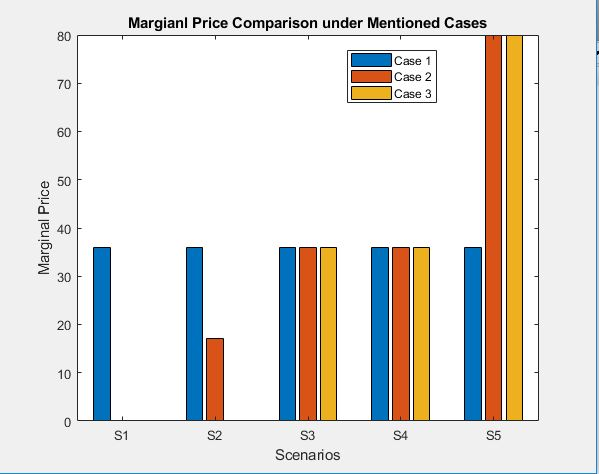 Margianl Price Comparison under Mentioned Cases
80
70
60
50
40
30
20
10
0
Marginal Price
Case 1
Case 2
Case 3
S1 S2 S3 S4 S5
Scenarios